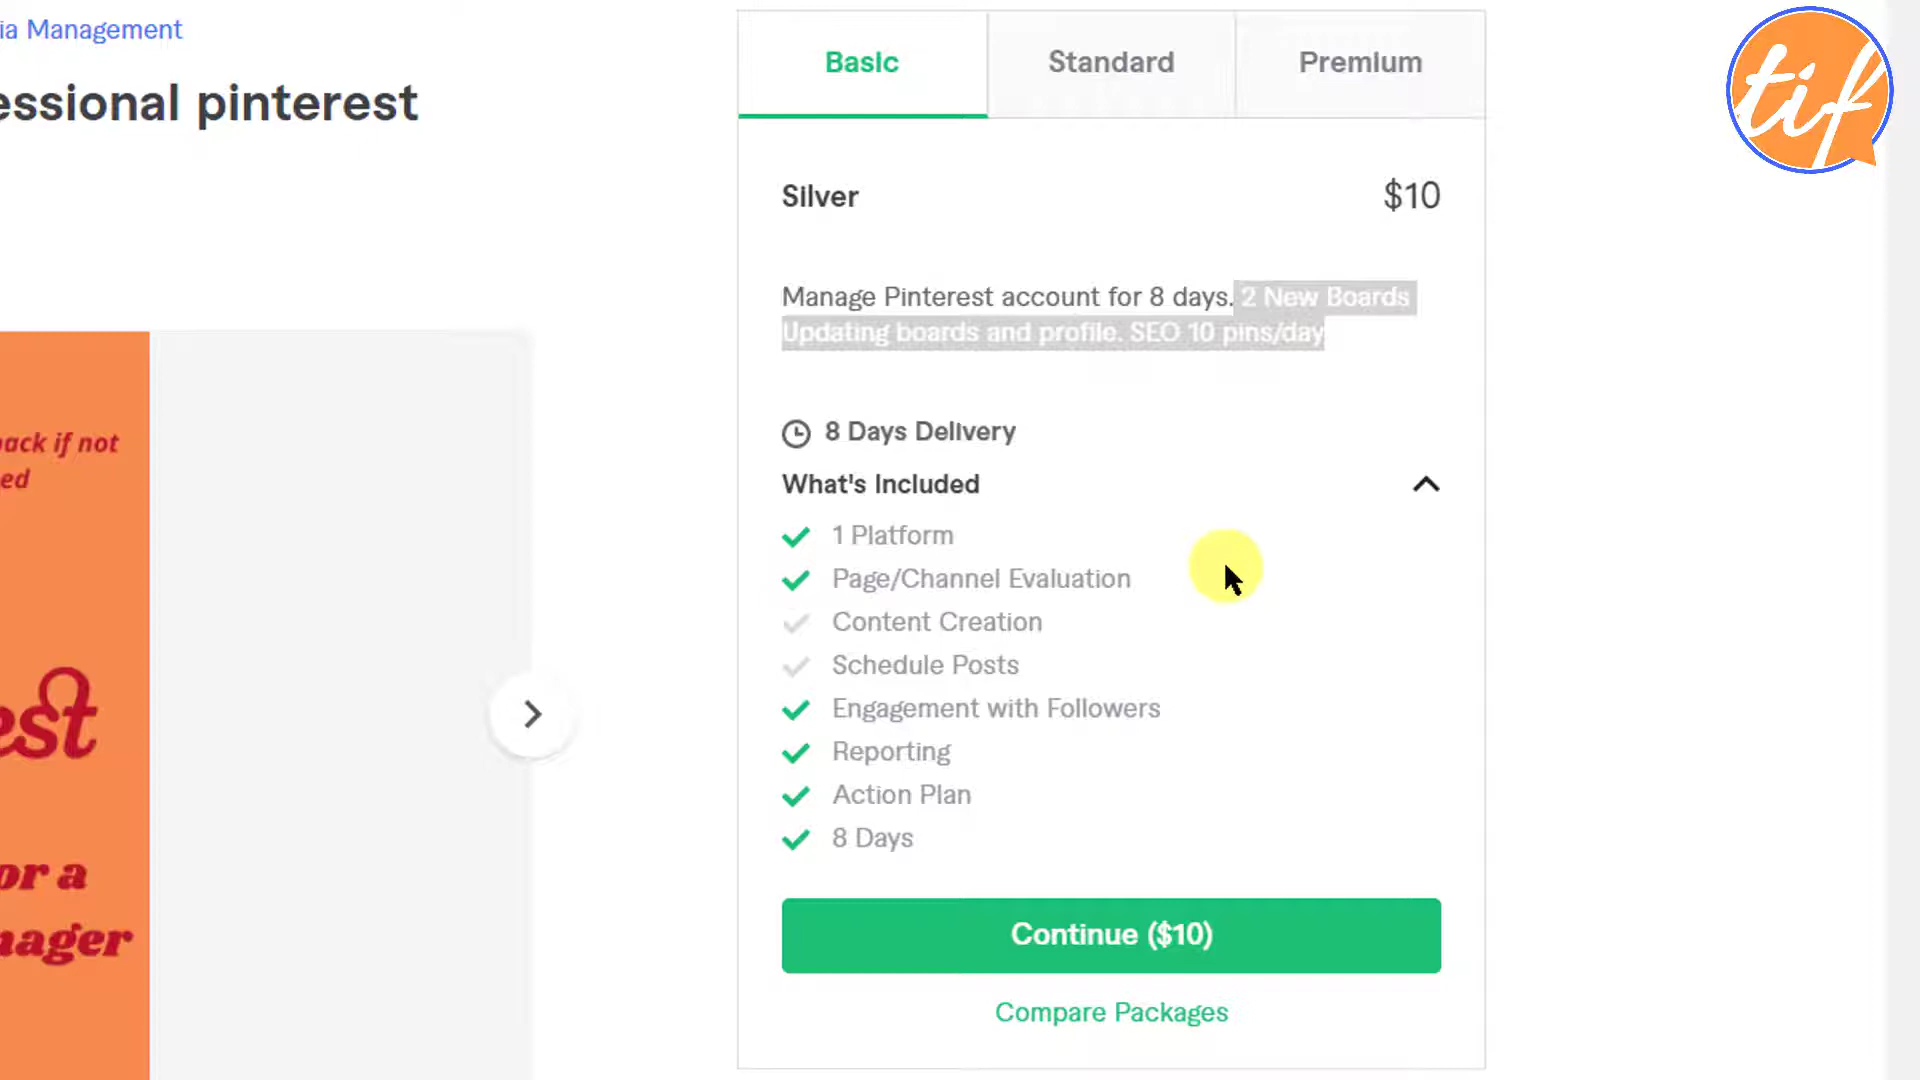 ia Management
essional pinterest
Basic
Standard
Premium
tif
Silver
$10
Manage Pinterest account for 8 days. 2 New Boards
Updating boards and profile. SEO 10 pins/day
8 Days Delivery
What's Included
1 Platform
Page/Channel Evaluation
Content Creation
Schedule Posts
Engagement with Followers
Reporting
Action Plan
8 Days
Continue ($10)
Compare Packages
ack if not
ed
est
or a
nager